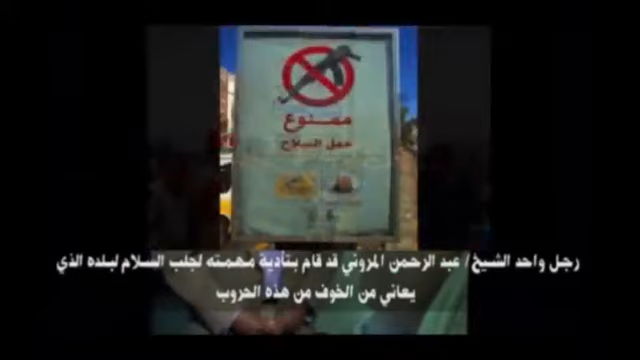 ممنوع
حمل السلاح
رجل واحد الشيخ/ عبد الرحمن المروني قد قام بتأدية مهمته لجلب السلام لبلده الذي
يعاني من الخوف من هذه الحروب